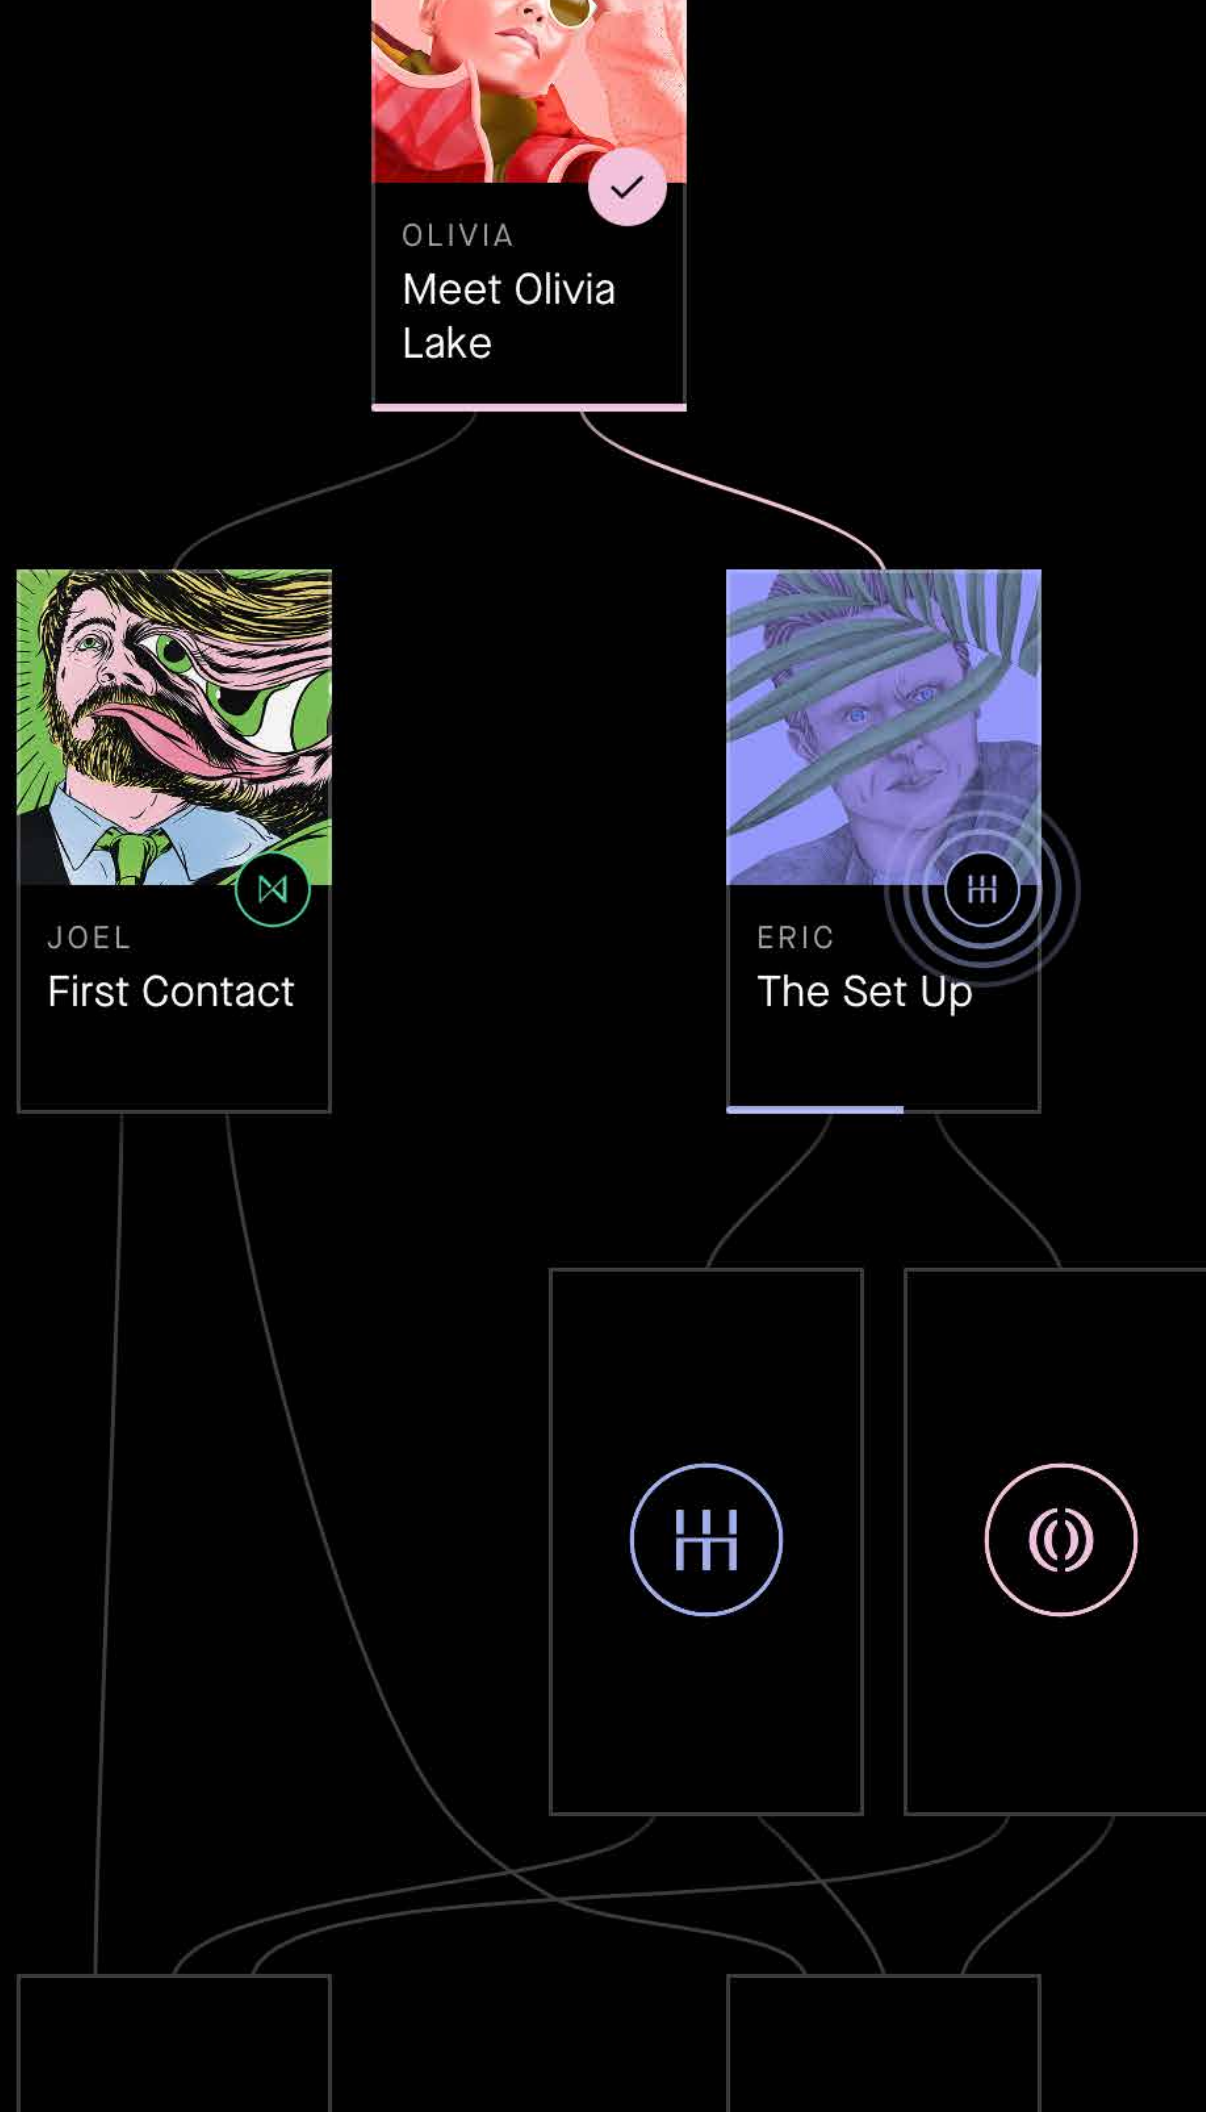 OLIVIA
Meet Olivia
Lake
JOEL
First Contact
ERIC
The Set Up